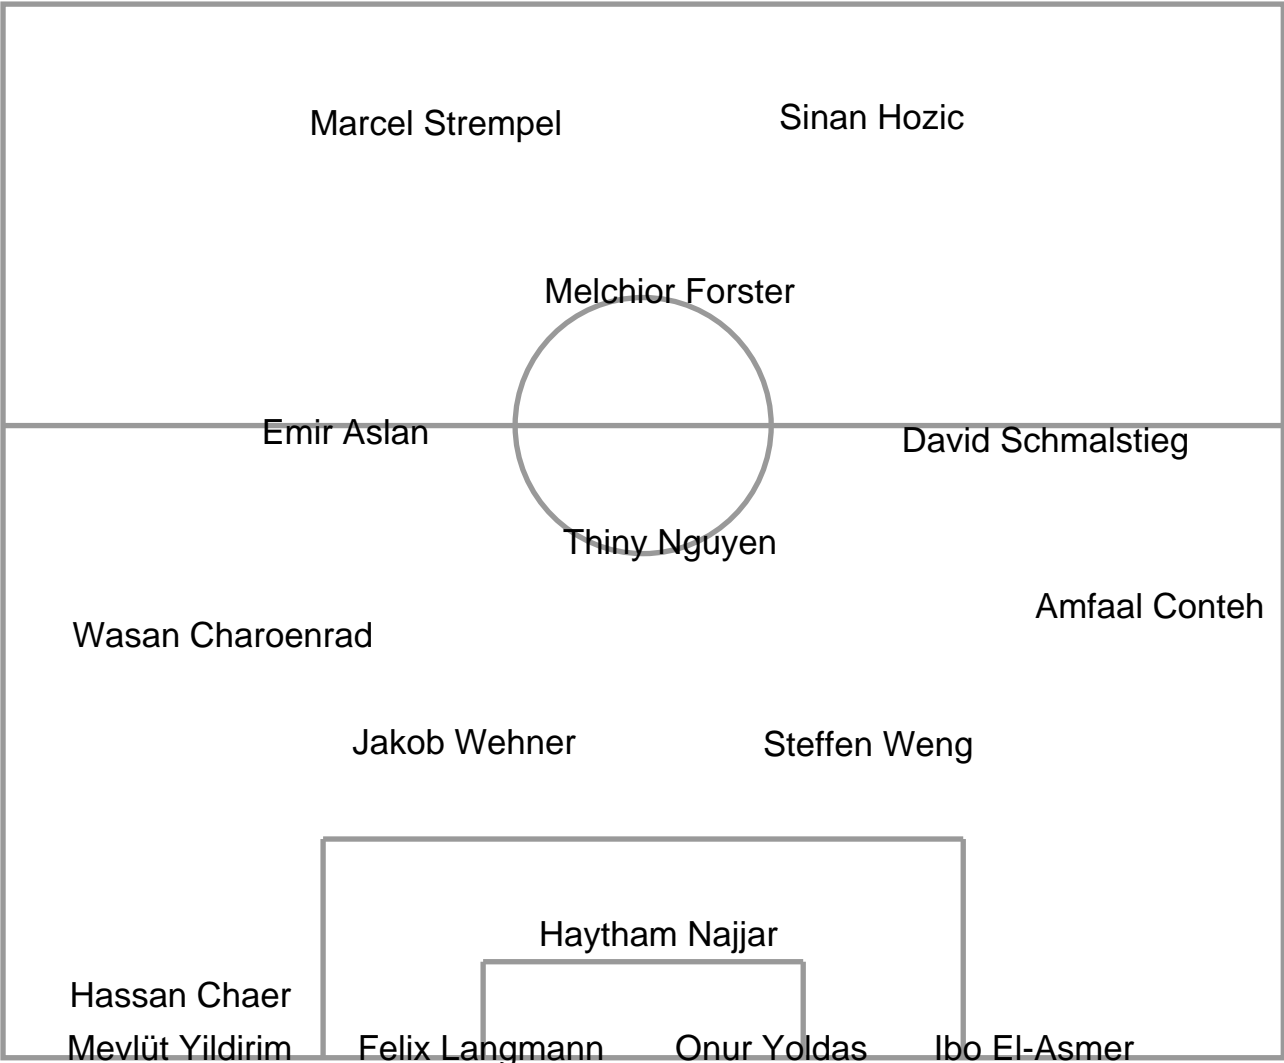 Marcel Strempel
Sinan Hozic
Melchior Forster
Emir Aslan
David Schmalstieg
Thiny Nguyen
Amfaal Conteh
Wasan Charoenrad
Jakob Wehner
Steffen Weng
Haytham Najjar
Hassan Chaer
Mevlüt Yildirim
Felix Langmann
Onur Yoldas
Ibo El-Asmer